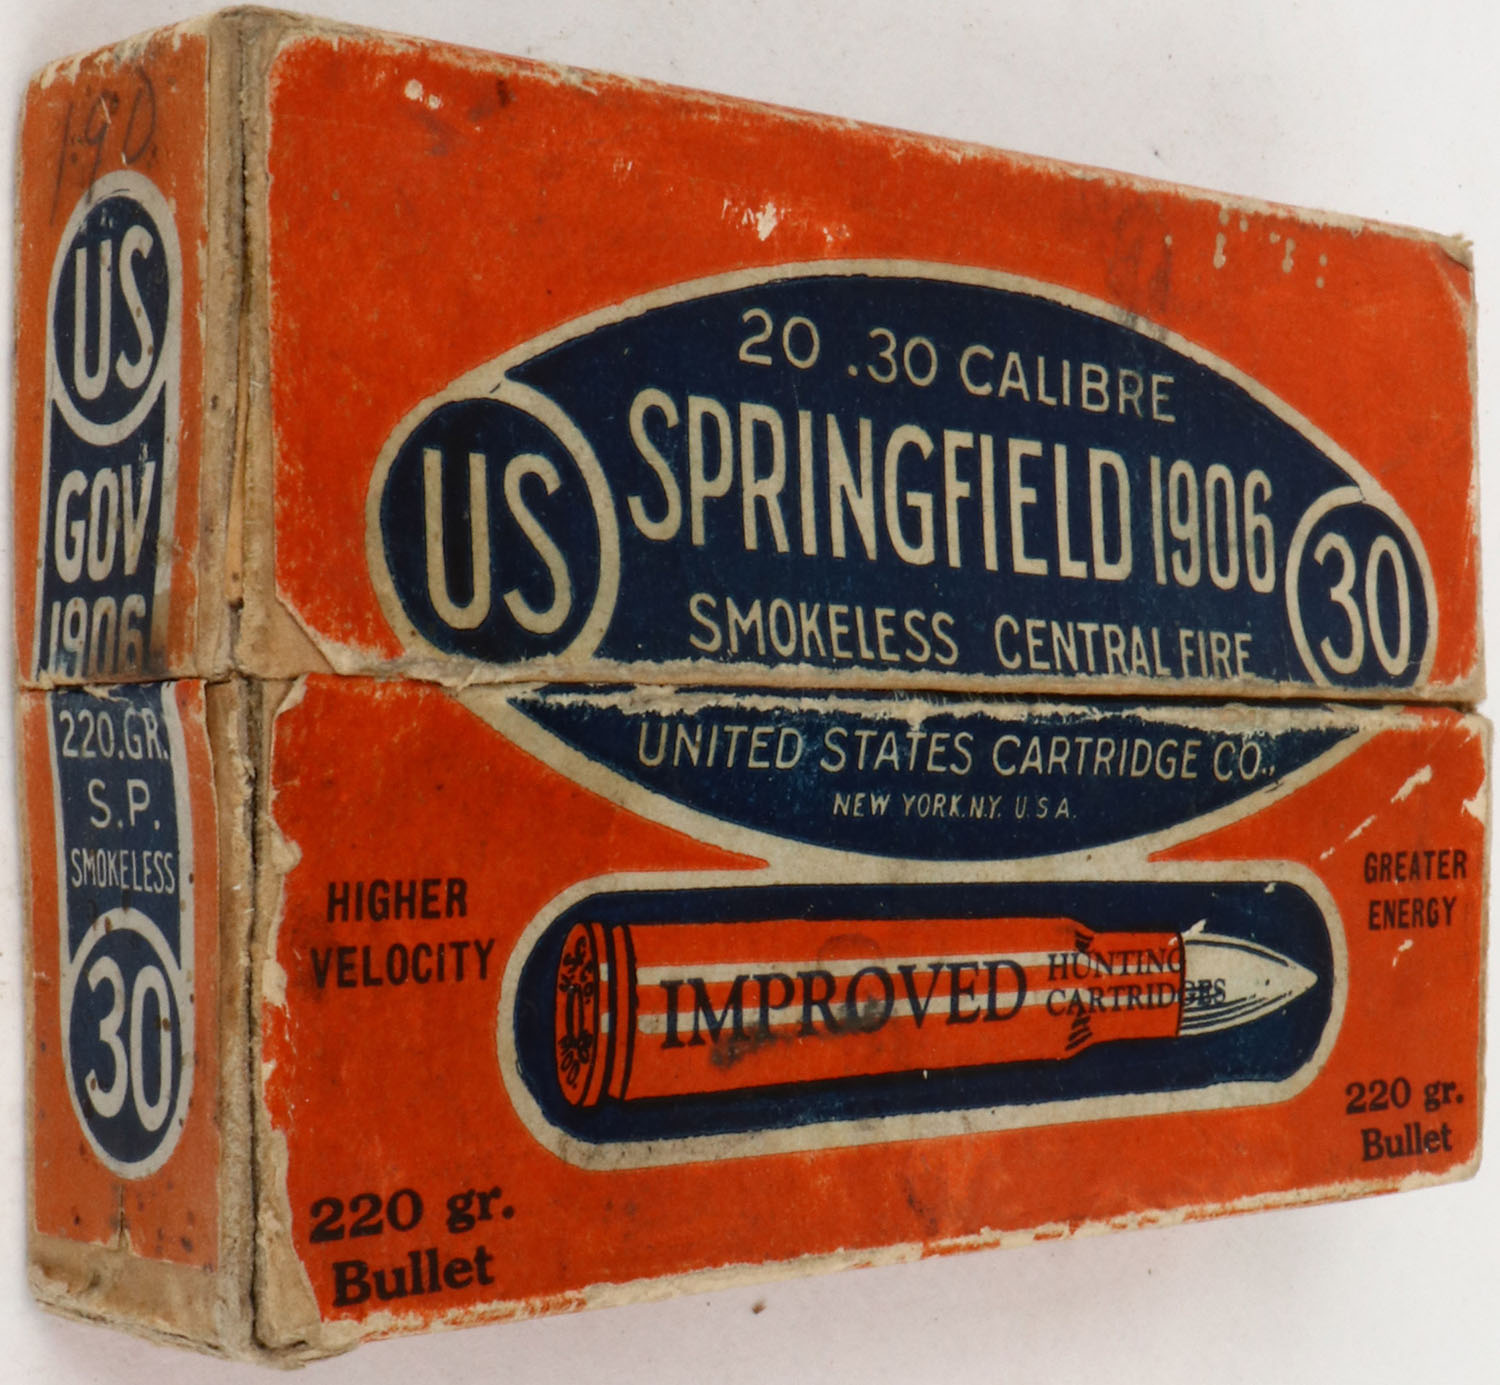 190
US
GOV
1906
220.GR.
S.P.
SMOKELESS
30
20 .30 CALIBRE
US
SPRINGFIELD 1906
30
SMOKELESS CENTRAL FIRE
UNITED STATES CARTRIDGE CO.,
NEW YORK.N.Y. U.S.A.
HIGHER
VELOCITY
GREATER
ENERGY
IMPROVED
HUNTING
CARTRIDGES
220 gr.
Bullet
220 gr.
Bullet